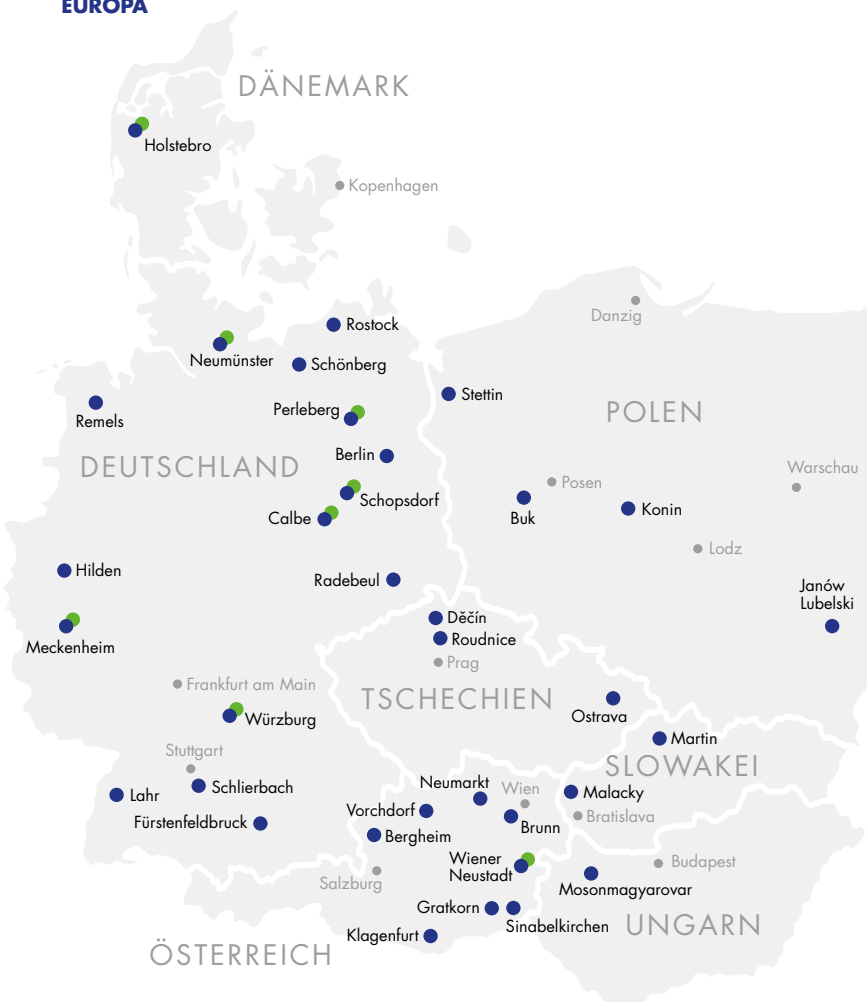 EUROPA
DÄNEMARK
Holstebro
Kopenhagen
Danzig
Rostock
Neumünster
Schönberg
Stettin
Perleberg
POLEN
Remels
Berlin
DEUTSCHLAND
Warschau
Posen
Schopsdorf
Calbe
Buk
Konin
Lodz
Hilden
Radebeul
Janów
Lubelski
Děčín
Roudnice
Meckenheim
Prag
Frankfurt am Main
TSCHECHIEN
Würzburg
Ostrava
Martin
Stuttgart
SLOWAKEI
Schlierbach
Neumarkt
Wien
Malacky
Lahr
Vorchdorf
Bratislava
Fürstenfeldbruck
Brunn
Bergheim
Wiener
Neustadt
Budapest
Salzburg
Mosonmagyarovar
Gratkorn
Sinabelkirchen
UNGARN
Klagenfurt
ÖSTERREICH